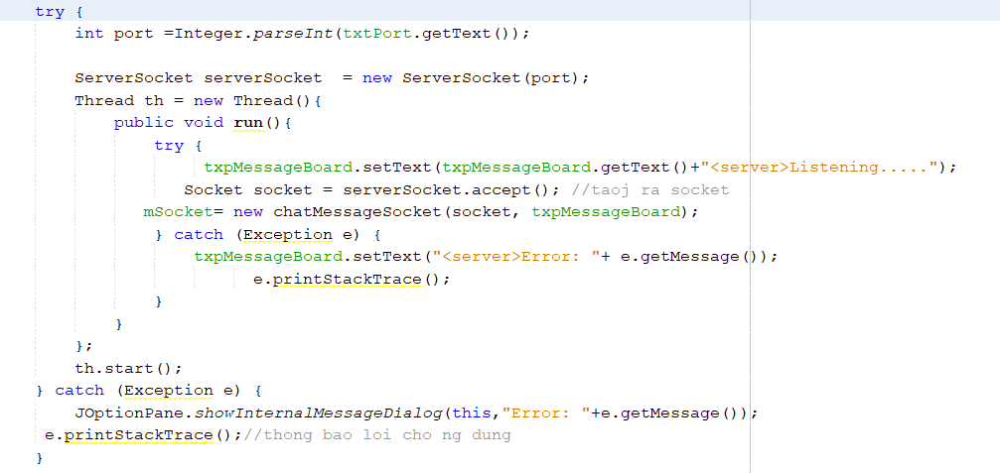 try {
int port =Integer.parseInt(txtPort.getText());
ServerSocket serverSocket  = new ServerSocket(port);
Thread th = new Thread(){
public void run(){
try {
txpMessageBoard.setText(txpMessageBoard.getText()+"<server>Listening.....");
Socket socket = serverSocket.accept(); //taoj ra socket
mSocket= new chatMessageSocket(socket, txpMessageBoard);
} catch (Exception e) {
txpMessageBoard.setText("<server>Error: "+ e.getMessage());
e.printStackTrace();
}
}
};
th.start();
} catch (Exception e) {
JOptionPane.showInternalMessageDialog(this,"Error: "+e.getMessage());
e.printStackTrace();//thong bao loi cho ng dung
}